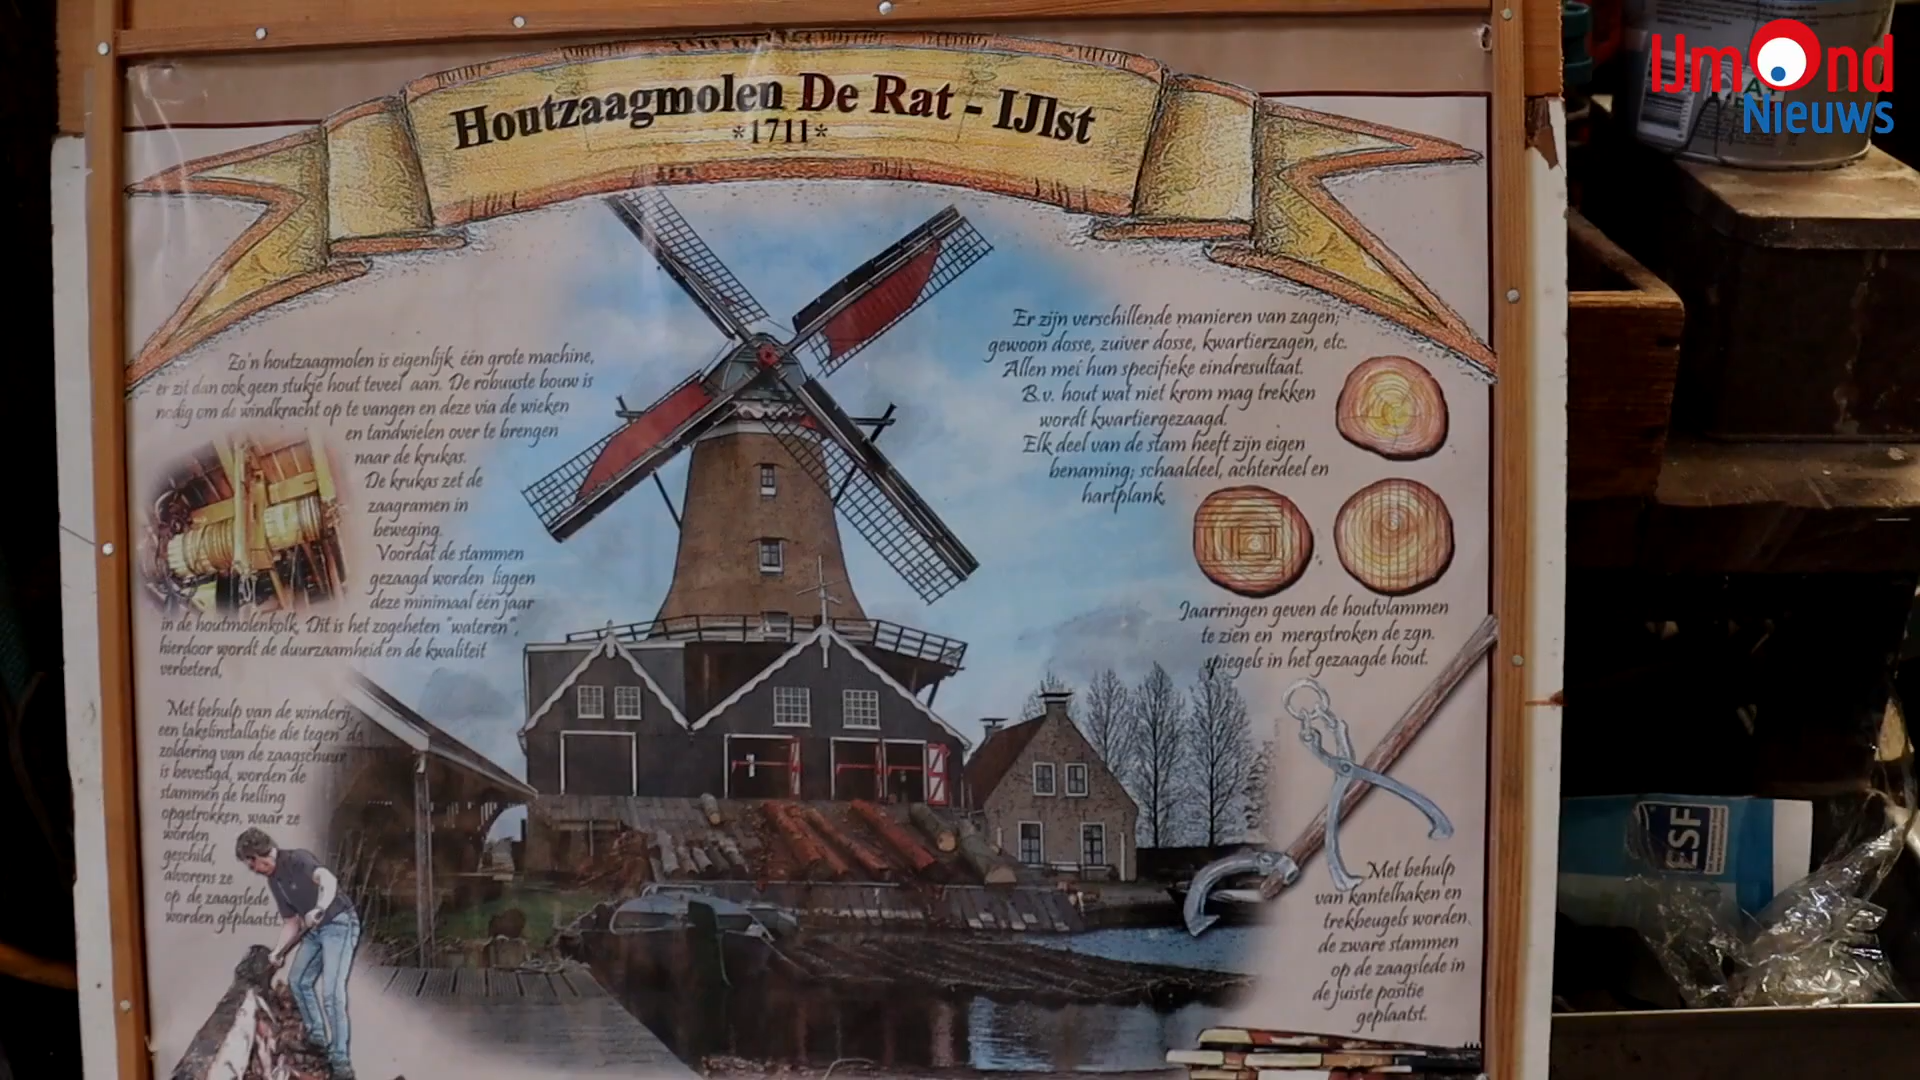 Houtzaagmolen De Rat - IJlst
*1711*
Zo'n houtzaagmolen is eigenlijk één grote machine,
er zit dan ook geen stukje hout teveel aan. De robuuste bouw is
nodig om de windkracht op te vangen en deze via de wieken
en tandwielen over te brengen
naar de krukas.
De krukas zet de
zaagramen in
beweging.
Voordat de stammen
gezaagd worden liggen
deze minimaal één jaar
in de houtmolenkolk. Dit is het zogeheten "wateren",
hierdoor wordt de duurzaamheid en de kwaliteit
verbeterd,
Met behulp van de winderij,
een takelinstallatie die tegen de
zoldering van de zaagschuur
is bevestigd, worden de
stammen de helling
opgetrokken, waar ze
worden
geschild,
alvorens ze
op de zaagslede
worden geplaatst.
Er zijn verschillende manieren van zagen;
gewoon dosse, zuiver dosse, kwartierzagen, etc.
Allen met hun specifieke eindresultaat.
B.v. hout wat niet krom mag trekken
wordt kwartiergezaagd.
Elk deel van de stam heeft zijn eigen
benaming; schaaldeel, achterdeel en
hartplank.
Jaarringen geven de houtvlammen
te zien en mergstroken de zgn.
spiegels in het gezaagde hout.
Met behulp
van kantelhaken en
trekbeugels worden
de zware stammen
op de zaagslede in
de juiste positie
geplaatst.
IJmOnd
Nieuws
ESF